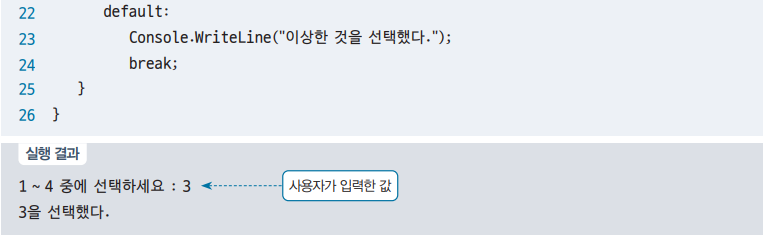 22 default:
23 Console.WriteLine("이상한 것을 선택했다.");
24 break;
25 }
26 }
실행 결과
1 ~ 4 중에 선택하세요 : 3
사용자가 입력한 값
3을 선택했다.